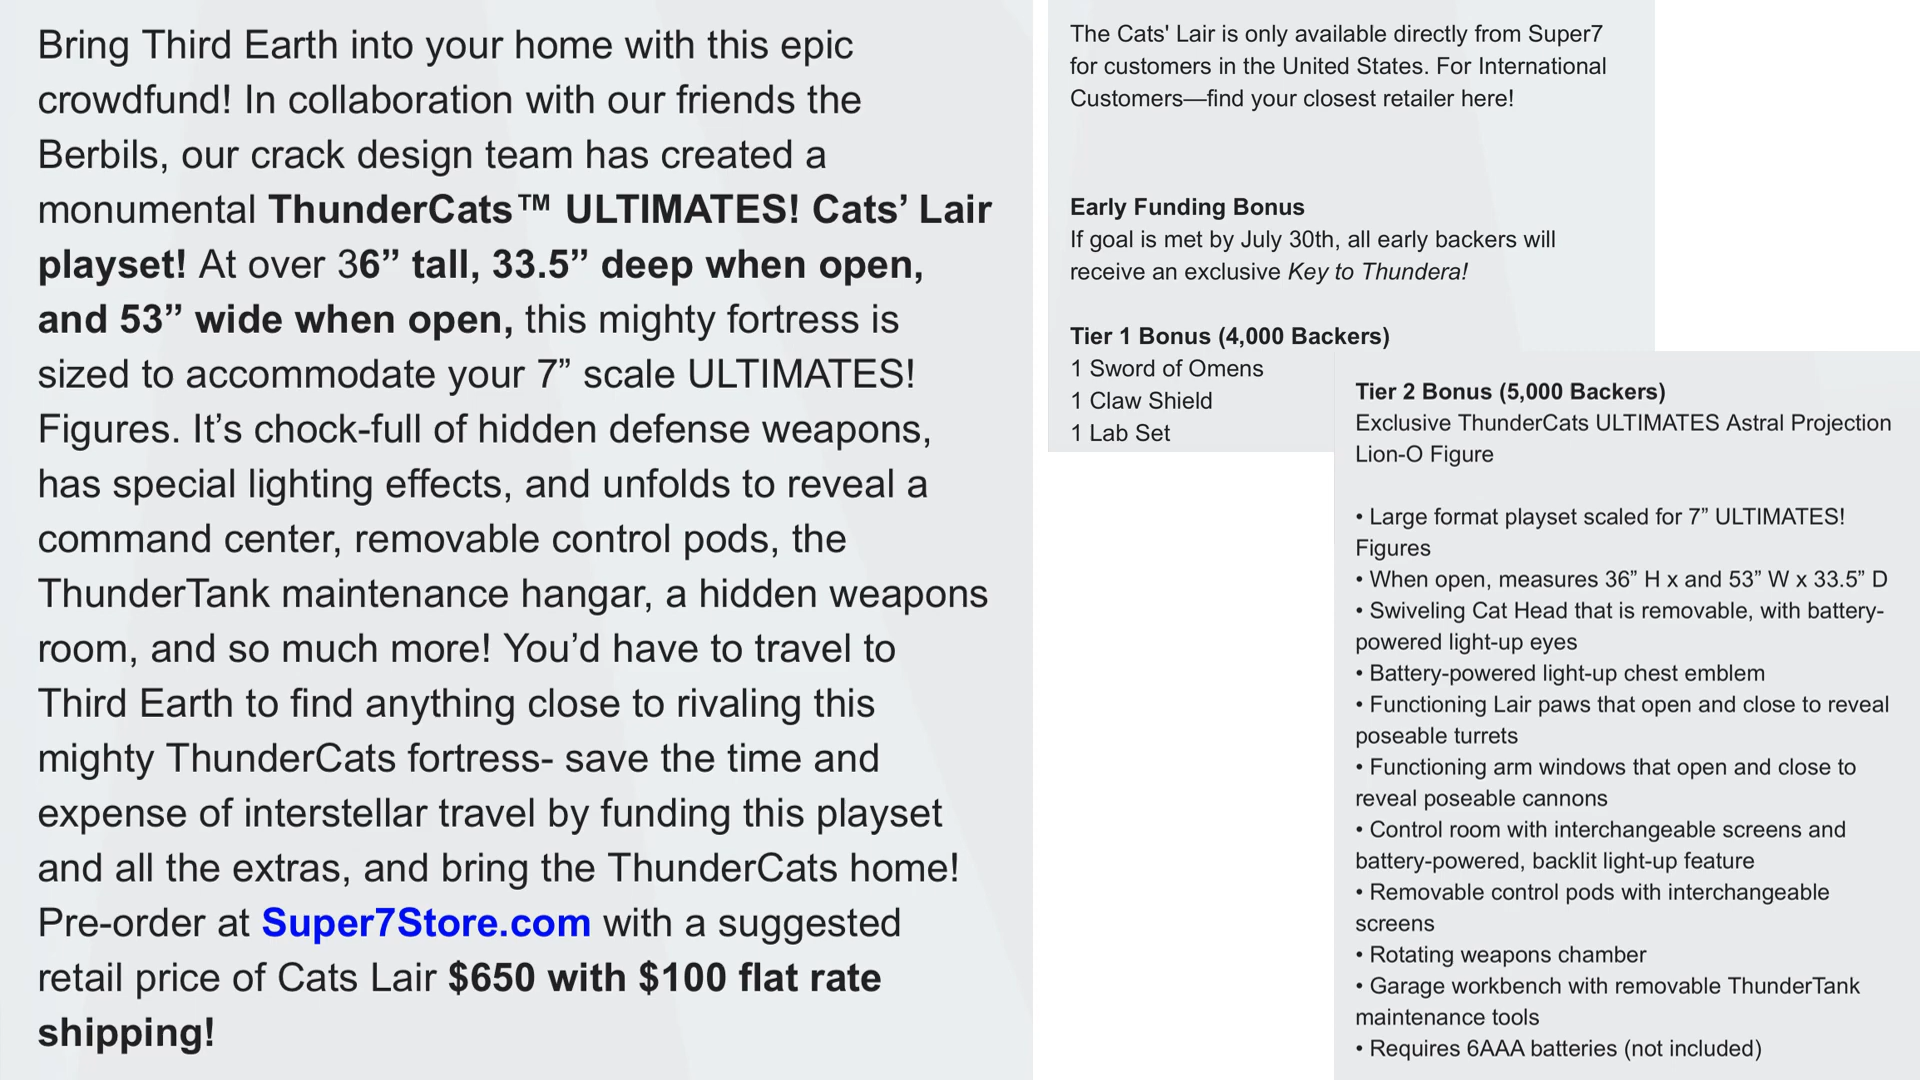 Bring Third Earth into your home with this epic
crowdfund! In collaboration with our friends the
Berbils, our crack design team has created a
monumental ThunderCats™ ULTIMATES! Cats’ Lair
playset! At over 36” tall, 33.5” deep when open,
and 53” wide when open, this mighty fortress is
sized to accommodate your 7” scale ULTIMATES!
Figures. It’s chock-full of hidden defense weapons,
has special lighting effects, and unfolds to reveal a
command center, removable control pods, the
ThunderTank maintenance hangar, a hidden weapons
room, and so much more! You’d have to travel to
Third Earth to find anything close to rivaling this
mighty ThunderCats fortress- save the time and
expense of interstellar travel by funding this playset
and all the extras, and bring the ThunderCats home!
Pre-order at Super7Store.com with a suggested
retail price of Cats Lair $650 with $100 flat rate
shipping!
The Cats' Lair is only available directly from Super7
for customers in the United States. For International
Customers—find your closest retailer here!
Early Funding Bonus
If goal is met by July 30th, all early backers will
receive an exclusive Key to Thundera!
Tier 1 Bonus (4,000 Backers)
1 Sword of Omens
1 Claw Shield
1 Lab Set
Tier 2 Bonus (5,000 Backers)
Exclusive ThunderCats ULTIMATES Astral Projection
Lion-O Figure
• Large format playset scaled for 7” ULTIMATES!
Figures
• When open, measures 36” H x and 53” W x 33.5” D
• Swiveling Cat Head that is removable, with battery-
powered light-up eyes
• Battery-powered light-up chest emblem
• Functioning Lair paws that open and close to reveal
poseable turrets
• Functioning arm windows that open and close to
reveal poseable cannons
• Control room with interchangeable screens and
battery-powered, backlit light-up feature
• Removable control pods with interchangeable
screens
• Rotating weapons chamber
• Garage workbench with removable ThunderTank
maintenance tools
• Requires 6AAA batteries (not included)